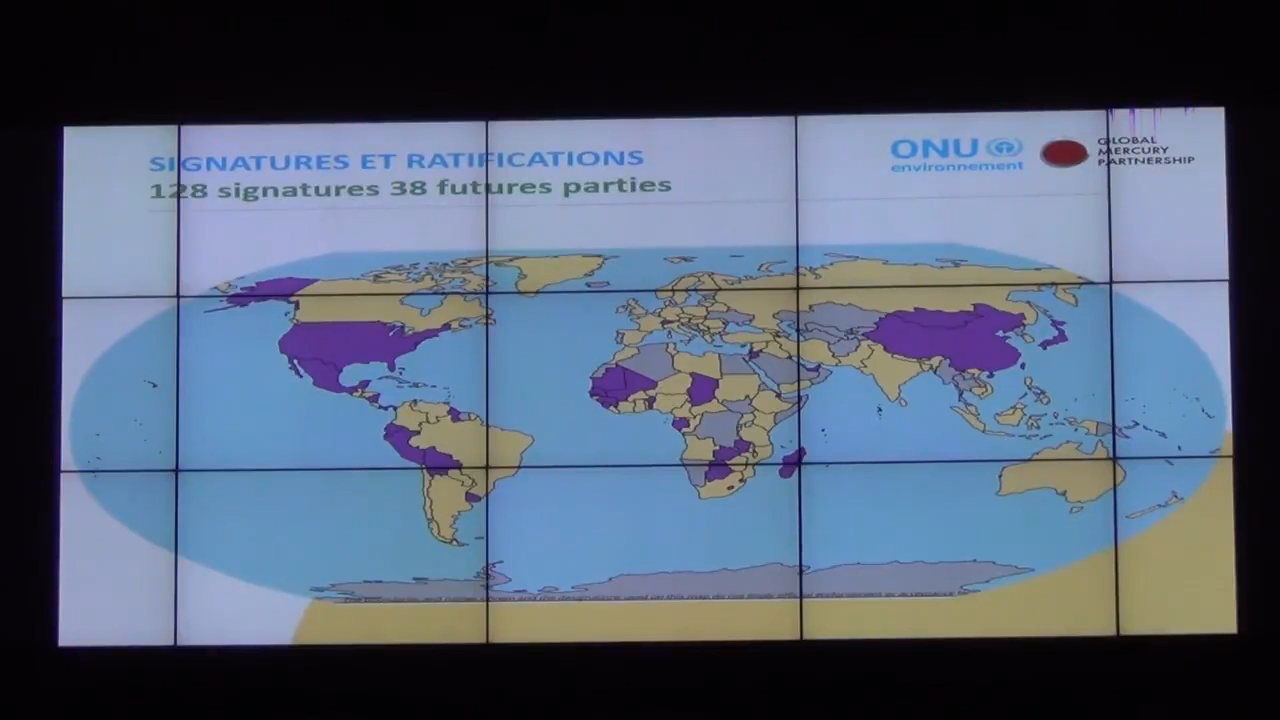 SIGNATURES ET RATIFICATIONS
128 signatures 38 futures parties
ONU
environnement
GLOBAL
MERCURY
PARTNERSHIP